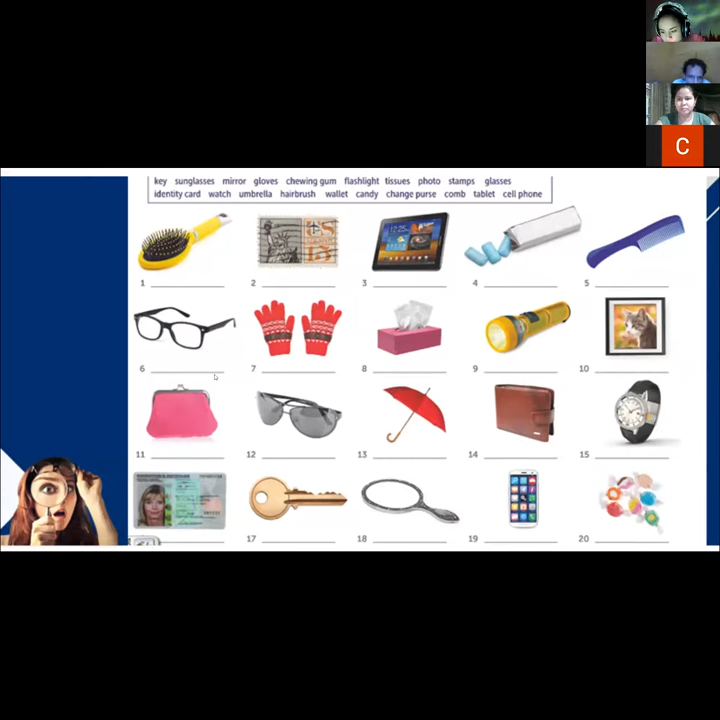 C
key sunglasses mirror gloves chewing gum flashlight tissues photo stamps glasses
identity card watch umbrella hairbrush wallet candy change purse comb tablet cell phone
1 2 3 4 5
6 7 8 9 10
11 12 13 14 15
17 18 19 20